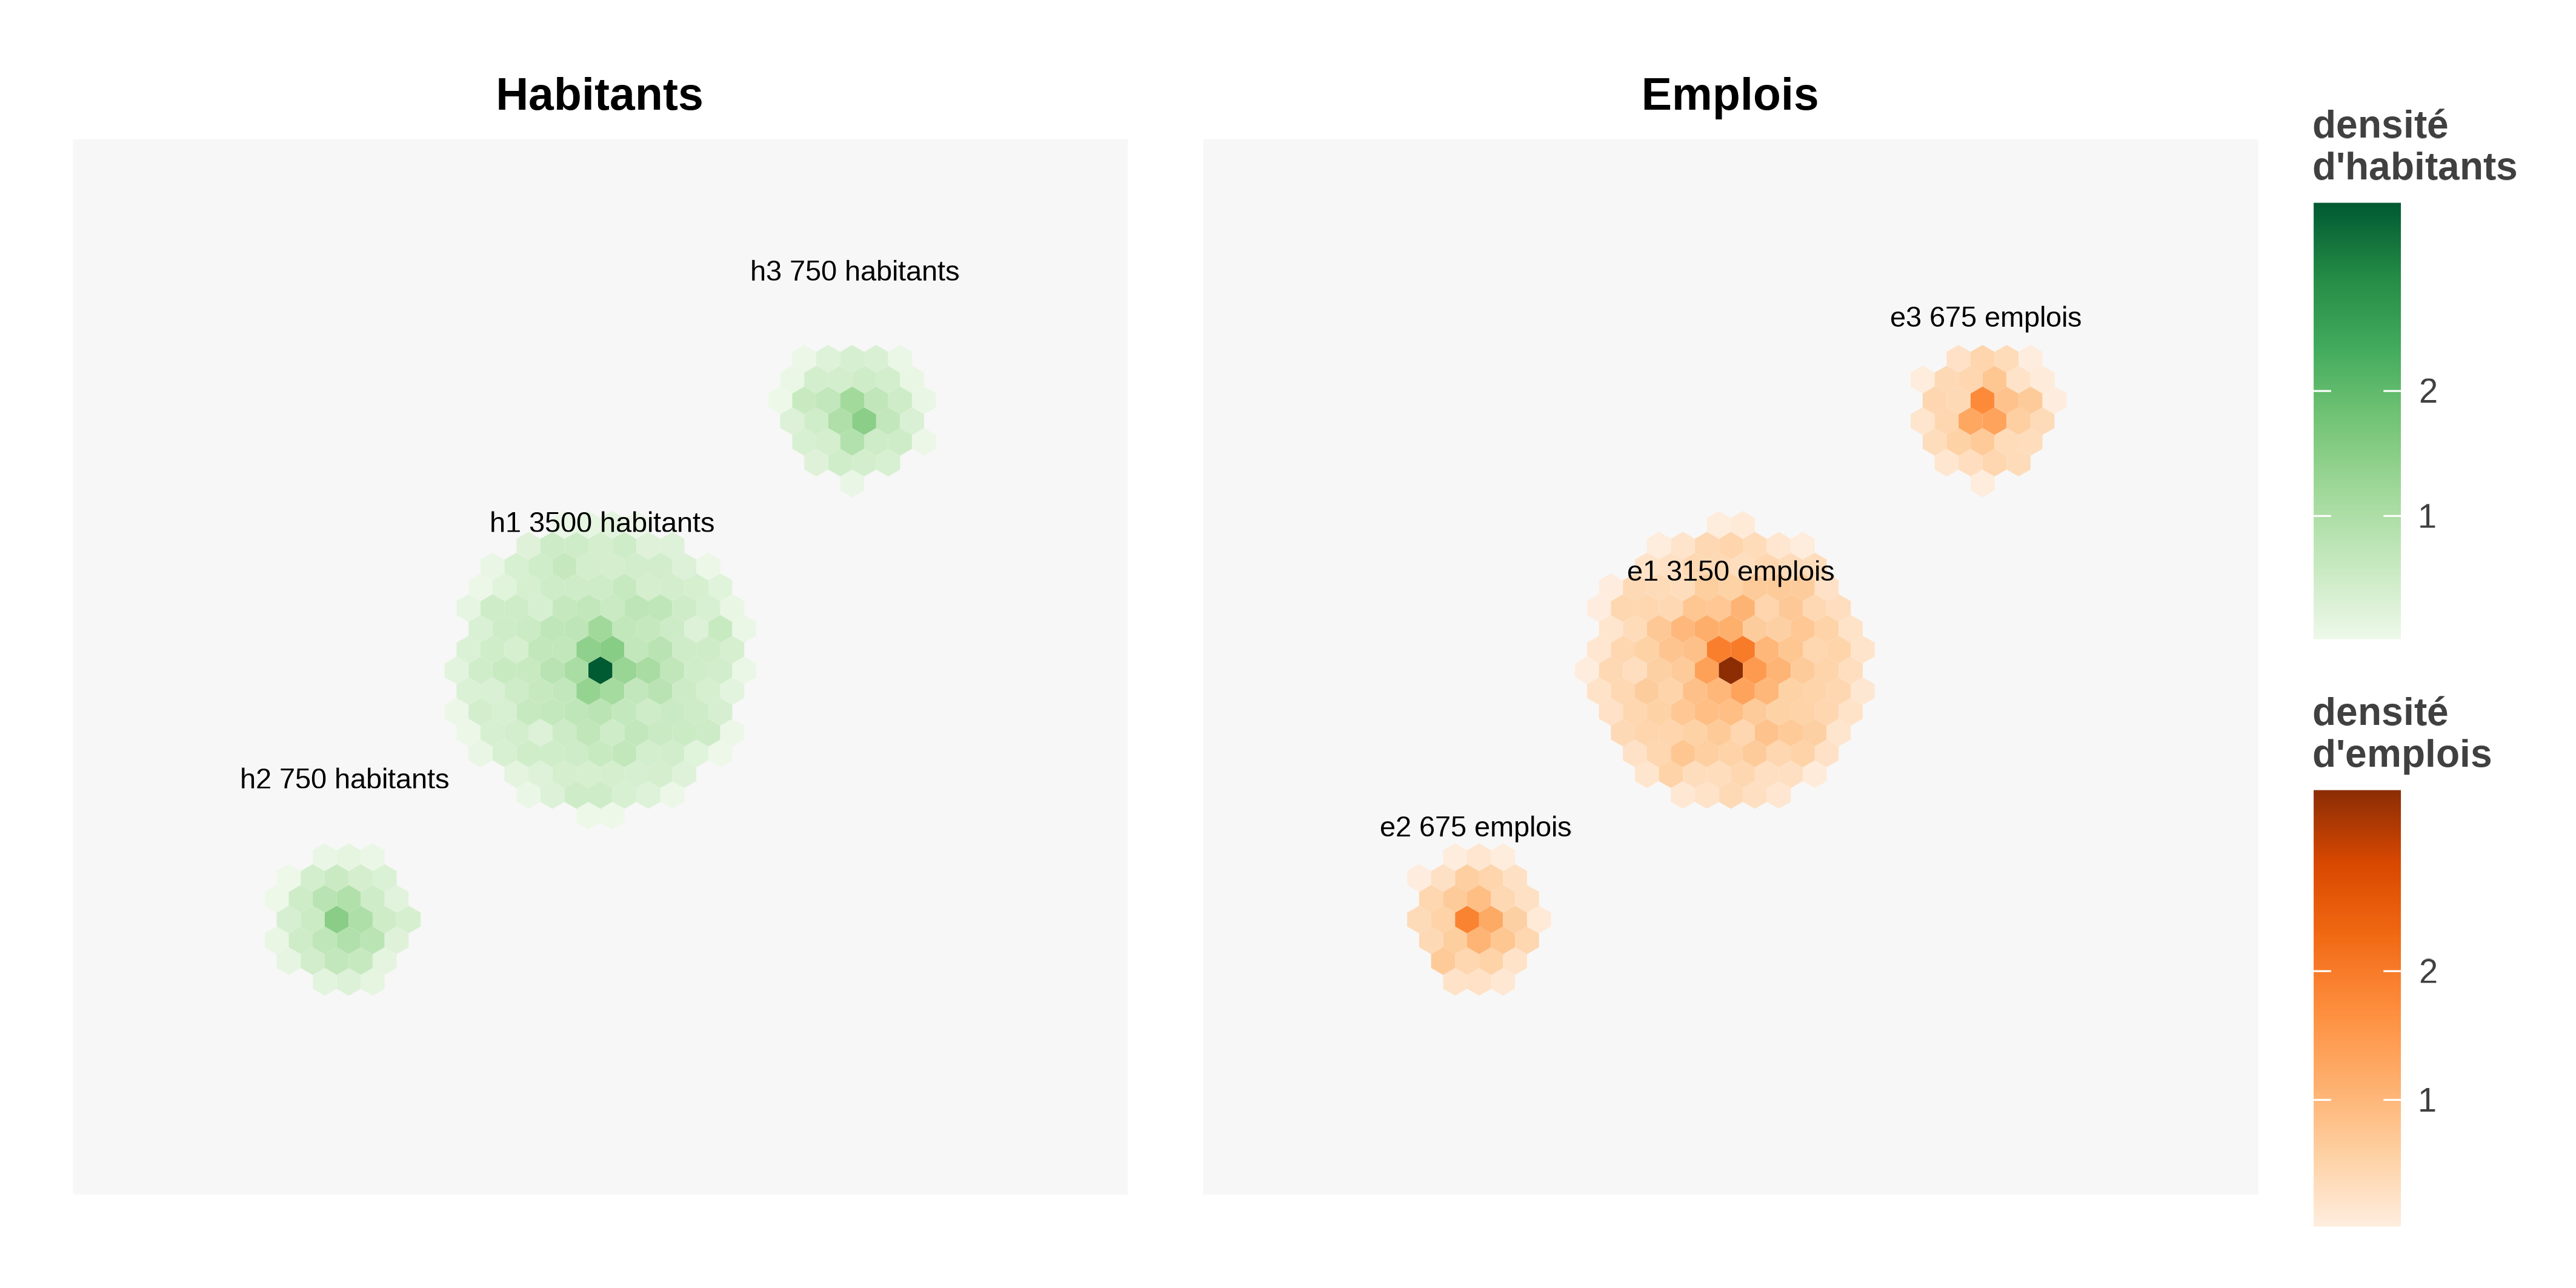 Habitants
h3 750 habitants
h1 3500 habitants
h2 750 habitants
Emplois
e3 675 emplois
e1 3150 emplois
e2 675 emplois
densité
d'habitants
2
1
densité
d'emplois
2
1